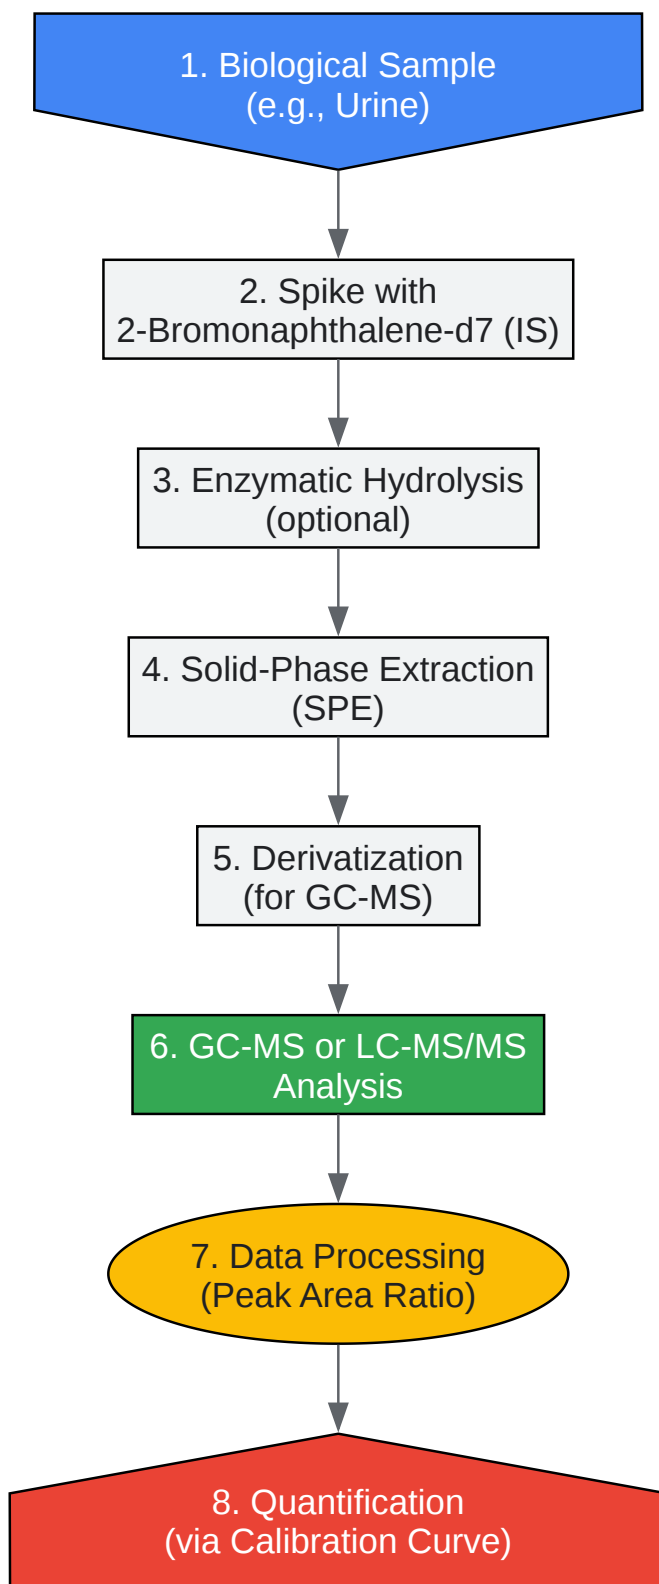 1. Biological Sample
(e.g., Urine)
2. Spike with
2-Bromonaphthalene-d7 (IS)
3. Enzymatic Hydrolysis
(optional)
4. Solid-Phase Extraction
(SPE)
5. Derivatization
(for GC-MS)
6. GC-MS or LC-MS/MS
Analysis
7. Data Processing
(Peak Area Ratio)
8. Quantification
(via Calibration Curve)